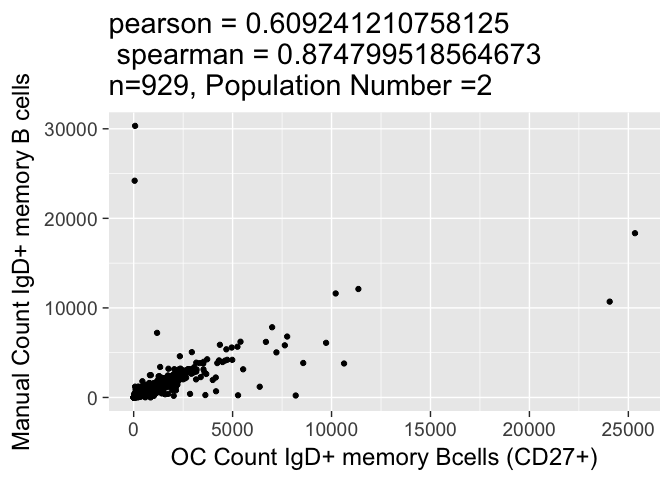 pearson = 0.609241210758125
spearman = 0.874799518564673
n=929, Population Number =2
Manual Count IgD+ memory B cells
30000
20000
10000
0
0 5000 10000 15000 20000 25000
OC Count IgD+ memory Bcells (CD27+)